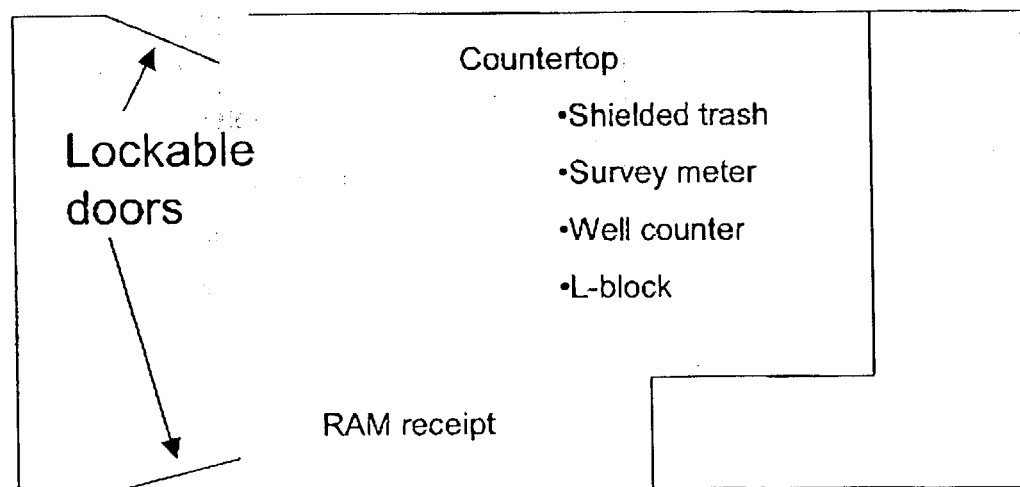 Countertop
•Shielded trash
•Survey meter
•Well counter
•L-block
Lockable
doors
RAM receipt